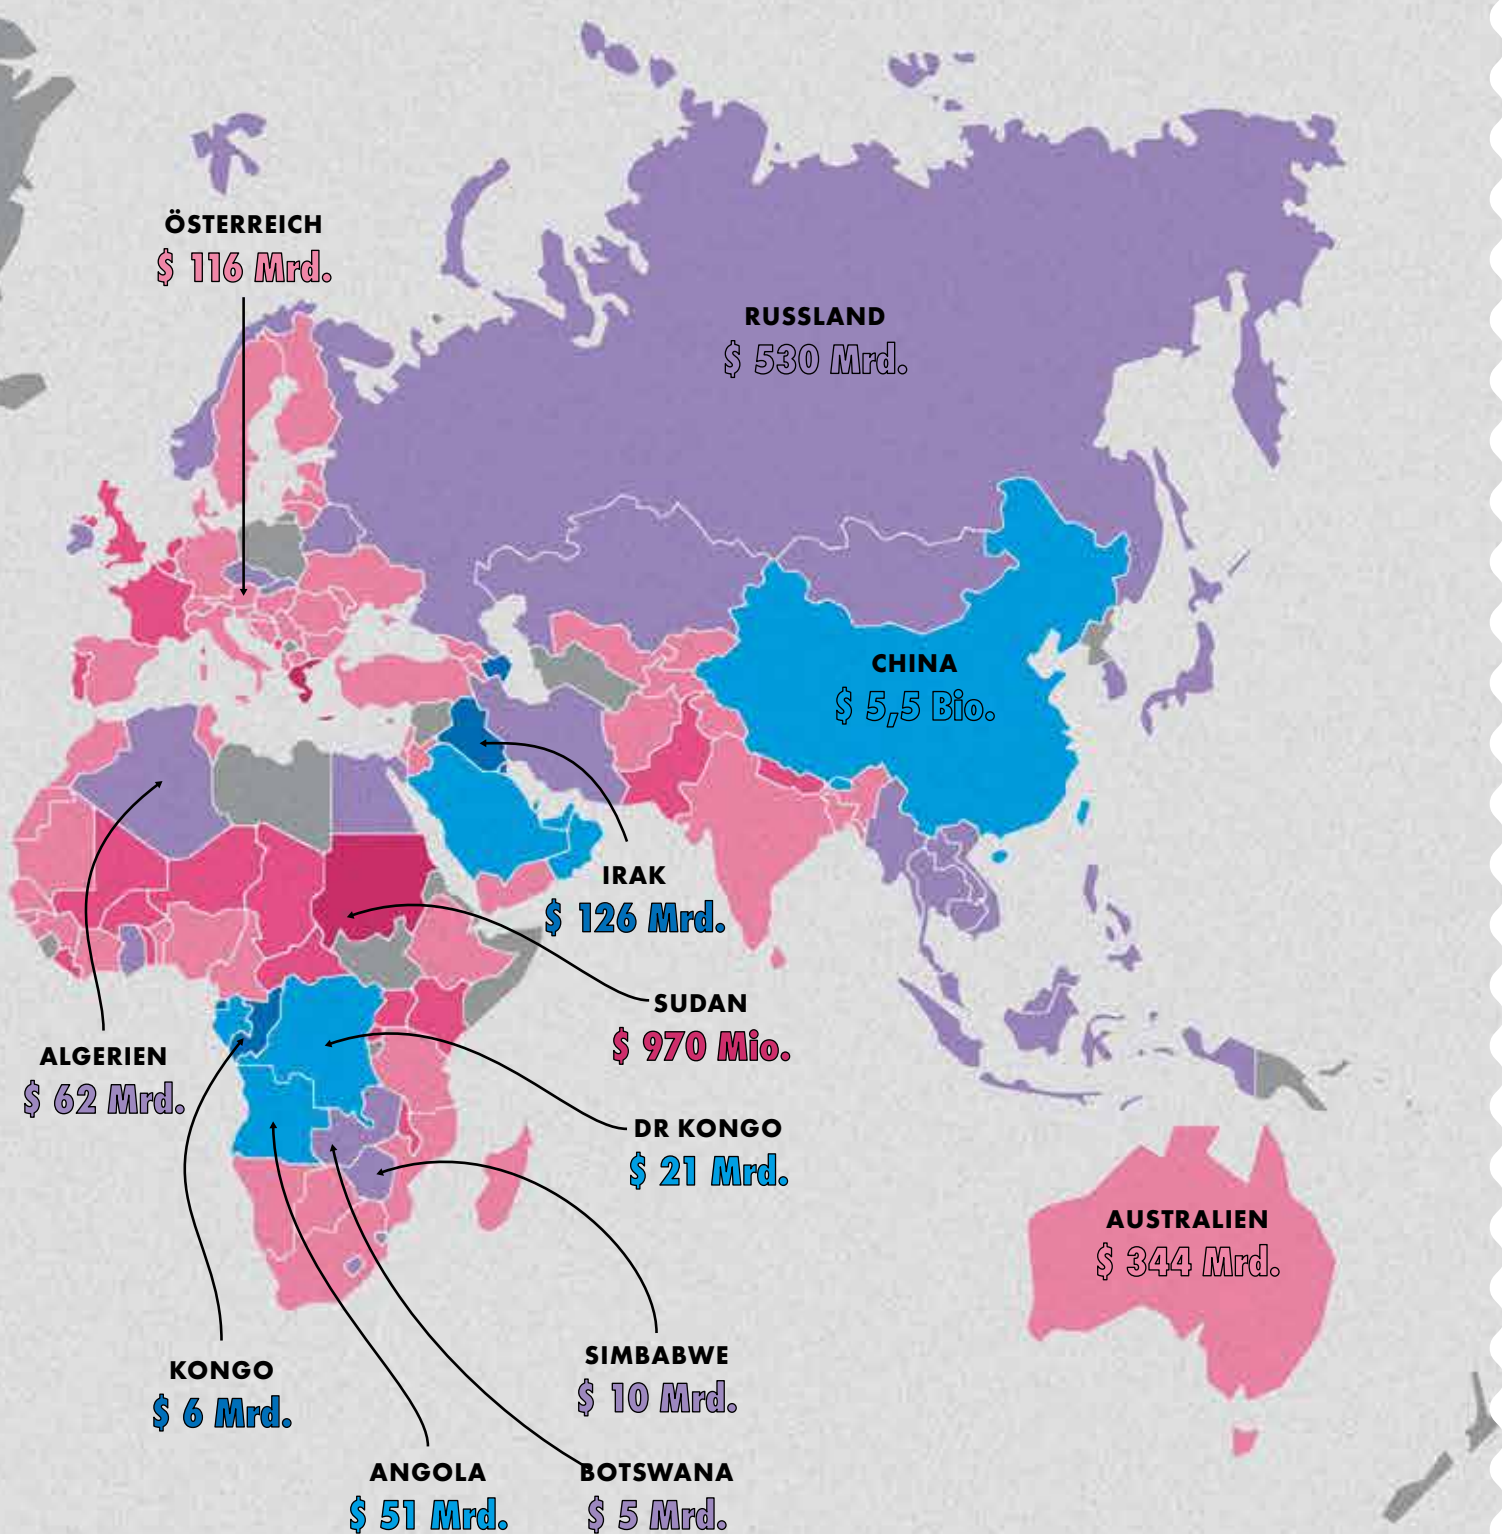 ÖSTERREICH
$ 116 Mrd.
RUSSLAND
$ 530 Mrd.
CHINA
$ 5,5 Bio.
IRAK
$ 126 Mrd.
SUDAN
$ 970 Mio.
ALGERIEN
$ 62 Mrd.
DR KONGO
$ 21 Mrd.
AUSTRALIEN
$ 344 Mrd.
SIMBABWE
$ 10 Mrd.
KONGO
$ 6 Mrd.
ANGOLA
$ 51 Mrd.
BOTSWANA
$ 5 Mrd.